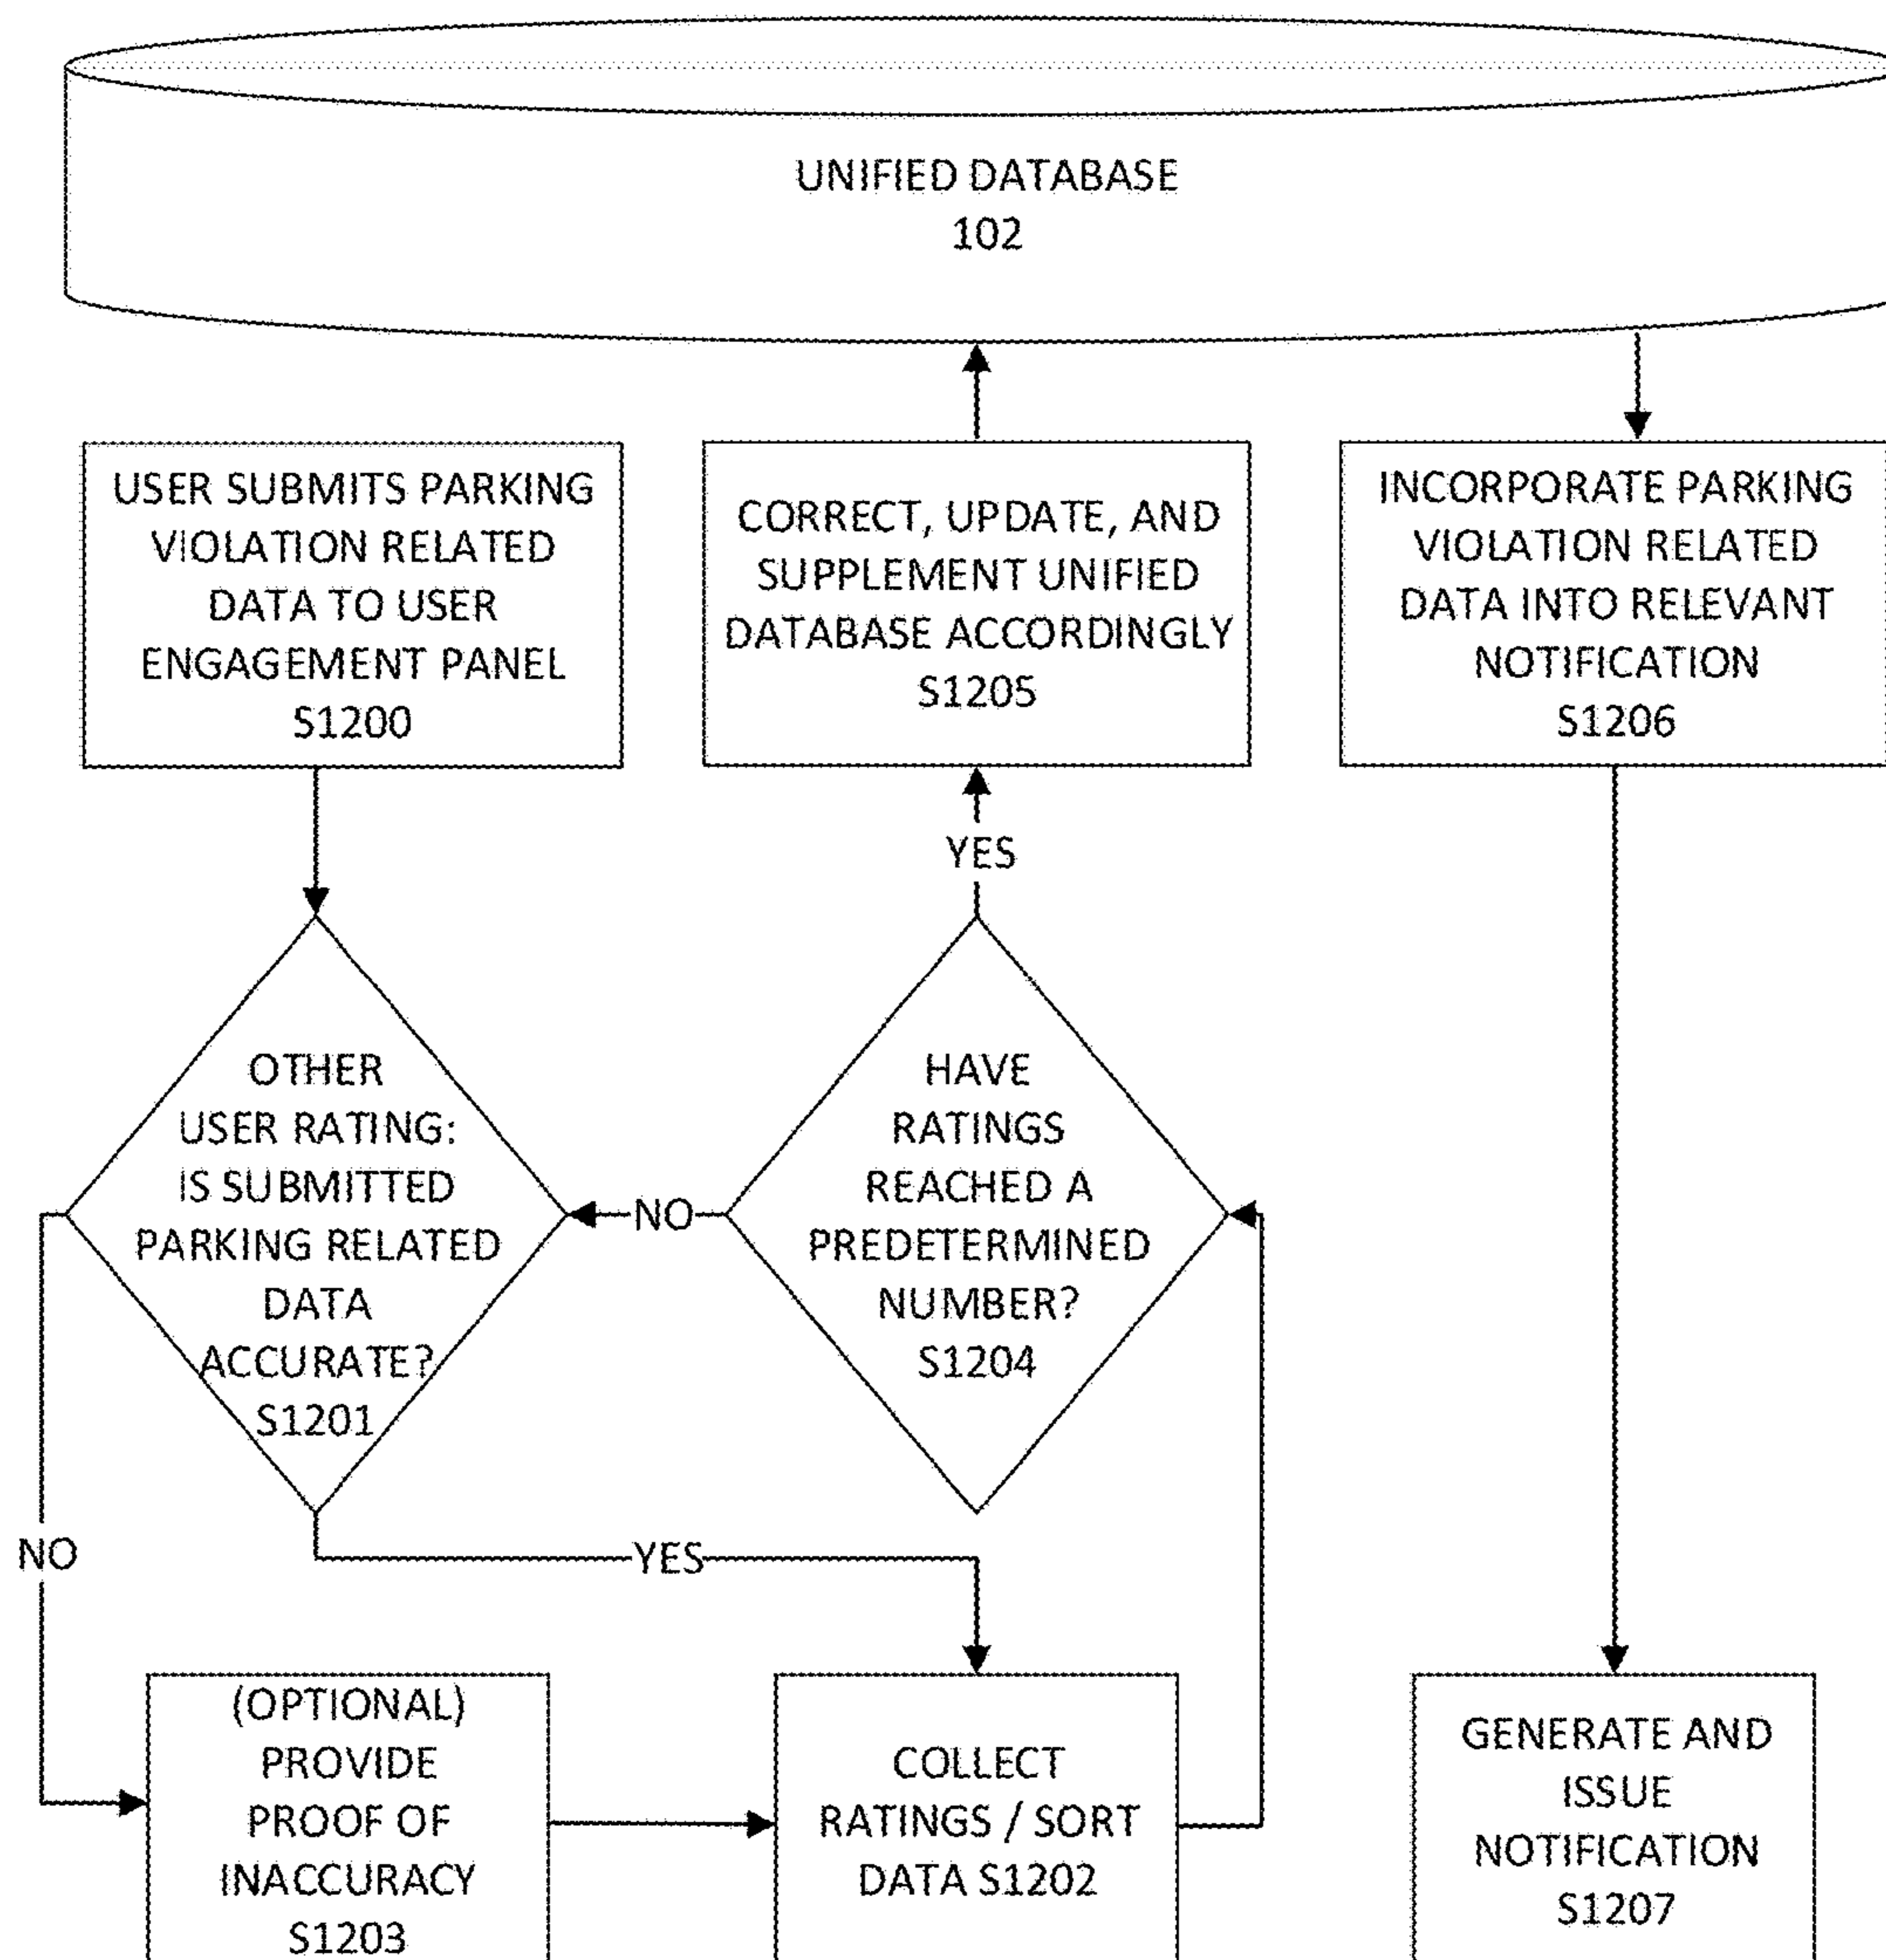 UNIFIED DATABASE
102
USER SUBMITS PARKING
VIOLATION RELATED
DATA TO USER
ENGAGEMENT PANEL
S1200
CORRECT, UPDATE, AND
SUPPLEMENT UNIFIED
DATABASE ACCORDINGLY
S1205
INCORPORATE PARKING
VIOLATION RELATED
DATA INTO RELEVANT
NOTIFICATION
S1206
YES
OTHER
USER RATING:
IS SUBMITTED
PARKING RELATED
DATA
ACCURATE?
S1201
NO
HAVE
RATINGS
REACHED A
PREDETERMINED
NUMBER?
S1204
NO
YES
(OPTIONAL)
PROVIDE
PROOF OF
INACCURACY
S1203
COLLECT
RATINGS / SORT
DATA S1202
GENERATE AND
ISSUE
NOTIFICATION
S1207